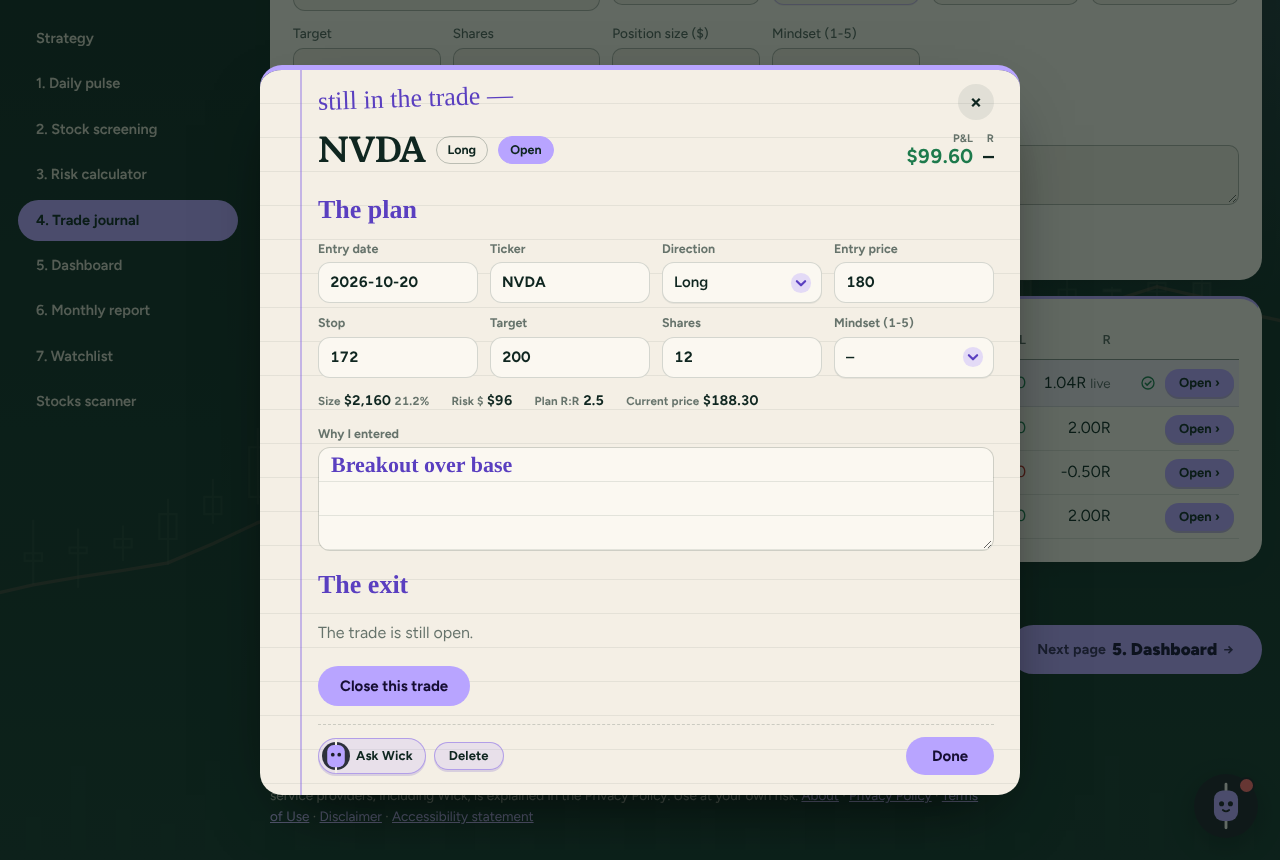 Target Shares Position size ($) Mindset (1-5)
Strategy
1. Daily pulse
2. Stock screening
3. Risk calculator
4. Trade journal
5. Dashboard
6. Monthly report
7. Watchlist
Stocks scanner
still in the trade —
×
NVDA Long Open
P&L R
$99.60 –
The plan
Entry date Ticker Direction Entry price
2026-10-20 NVDA Long 180
Stop Target Shares Mindset (1-5)
172 200 12 –
Size $2,160 21.2% Risk $ $96 Plan R:R 2.5 Current price $188.30
Why I entered
Breakout over base
The exit
The trade is still open.
Close this trade
Ask Wick Delete Done
L R
0 1.04R live Open ›
0 2.00R Open ›
0 -0.50R Open ›
0 2.00R Open ›
Next page 5. Dashboard →
service providers, including Wick, is explained in the Privacy Policy. Use at your own risk. About · Privacy Policy · Terms
of Use · Disclaimer · Accessibility statement